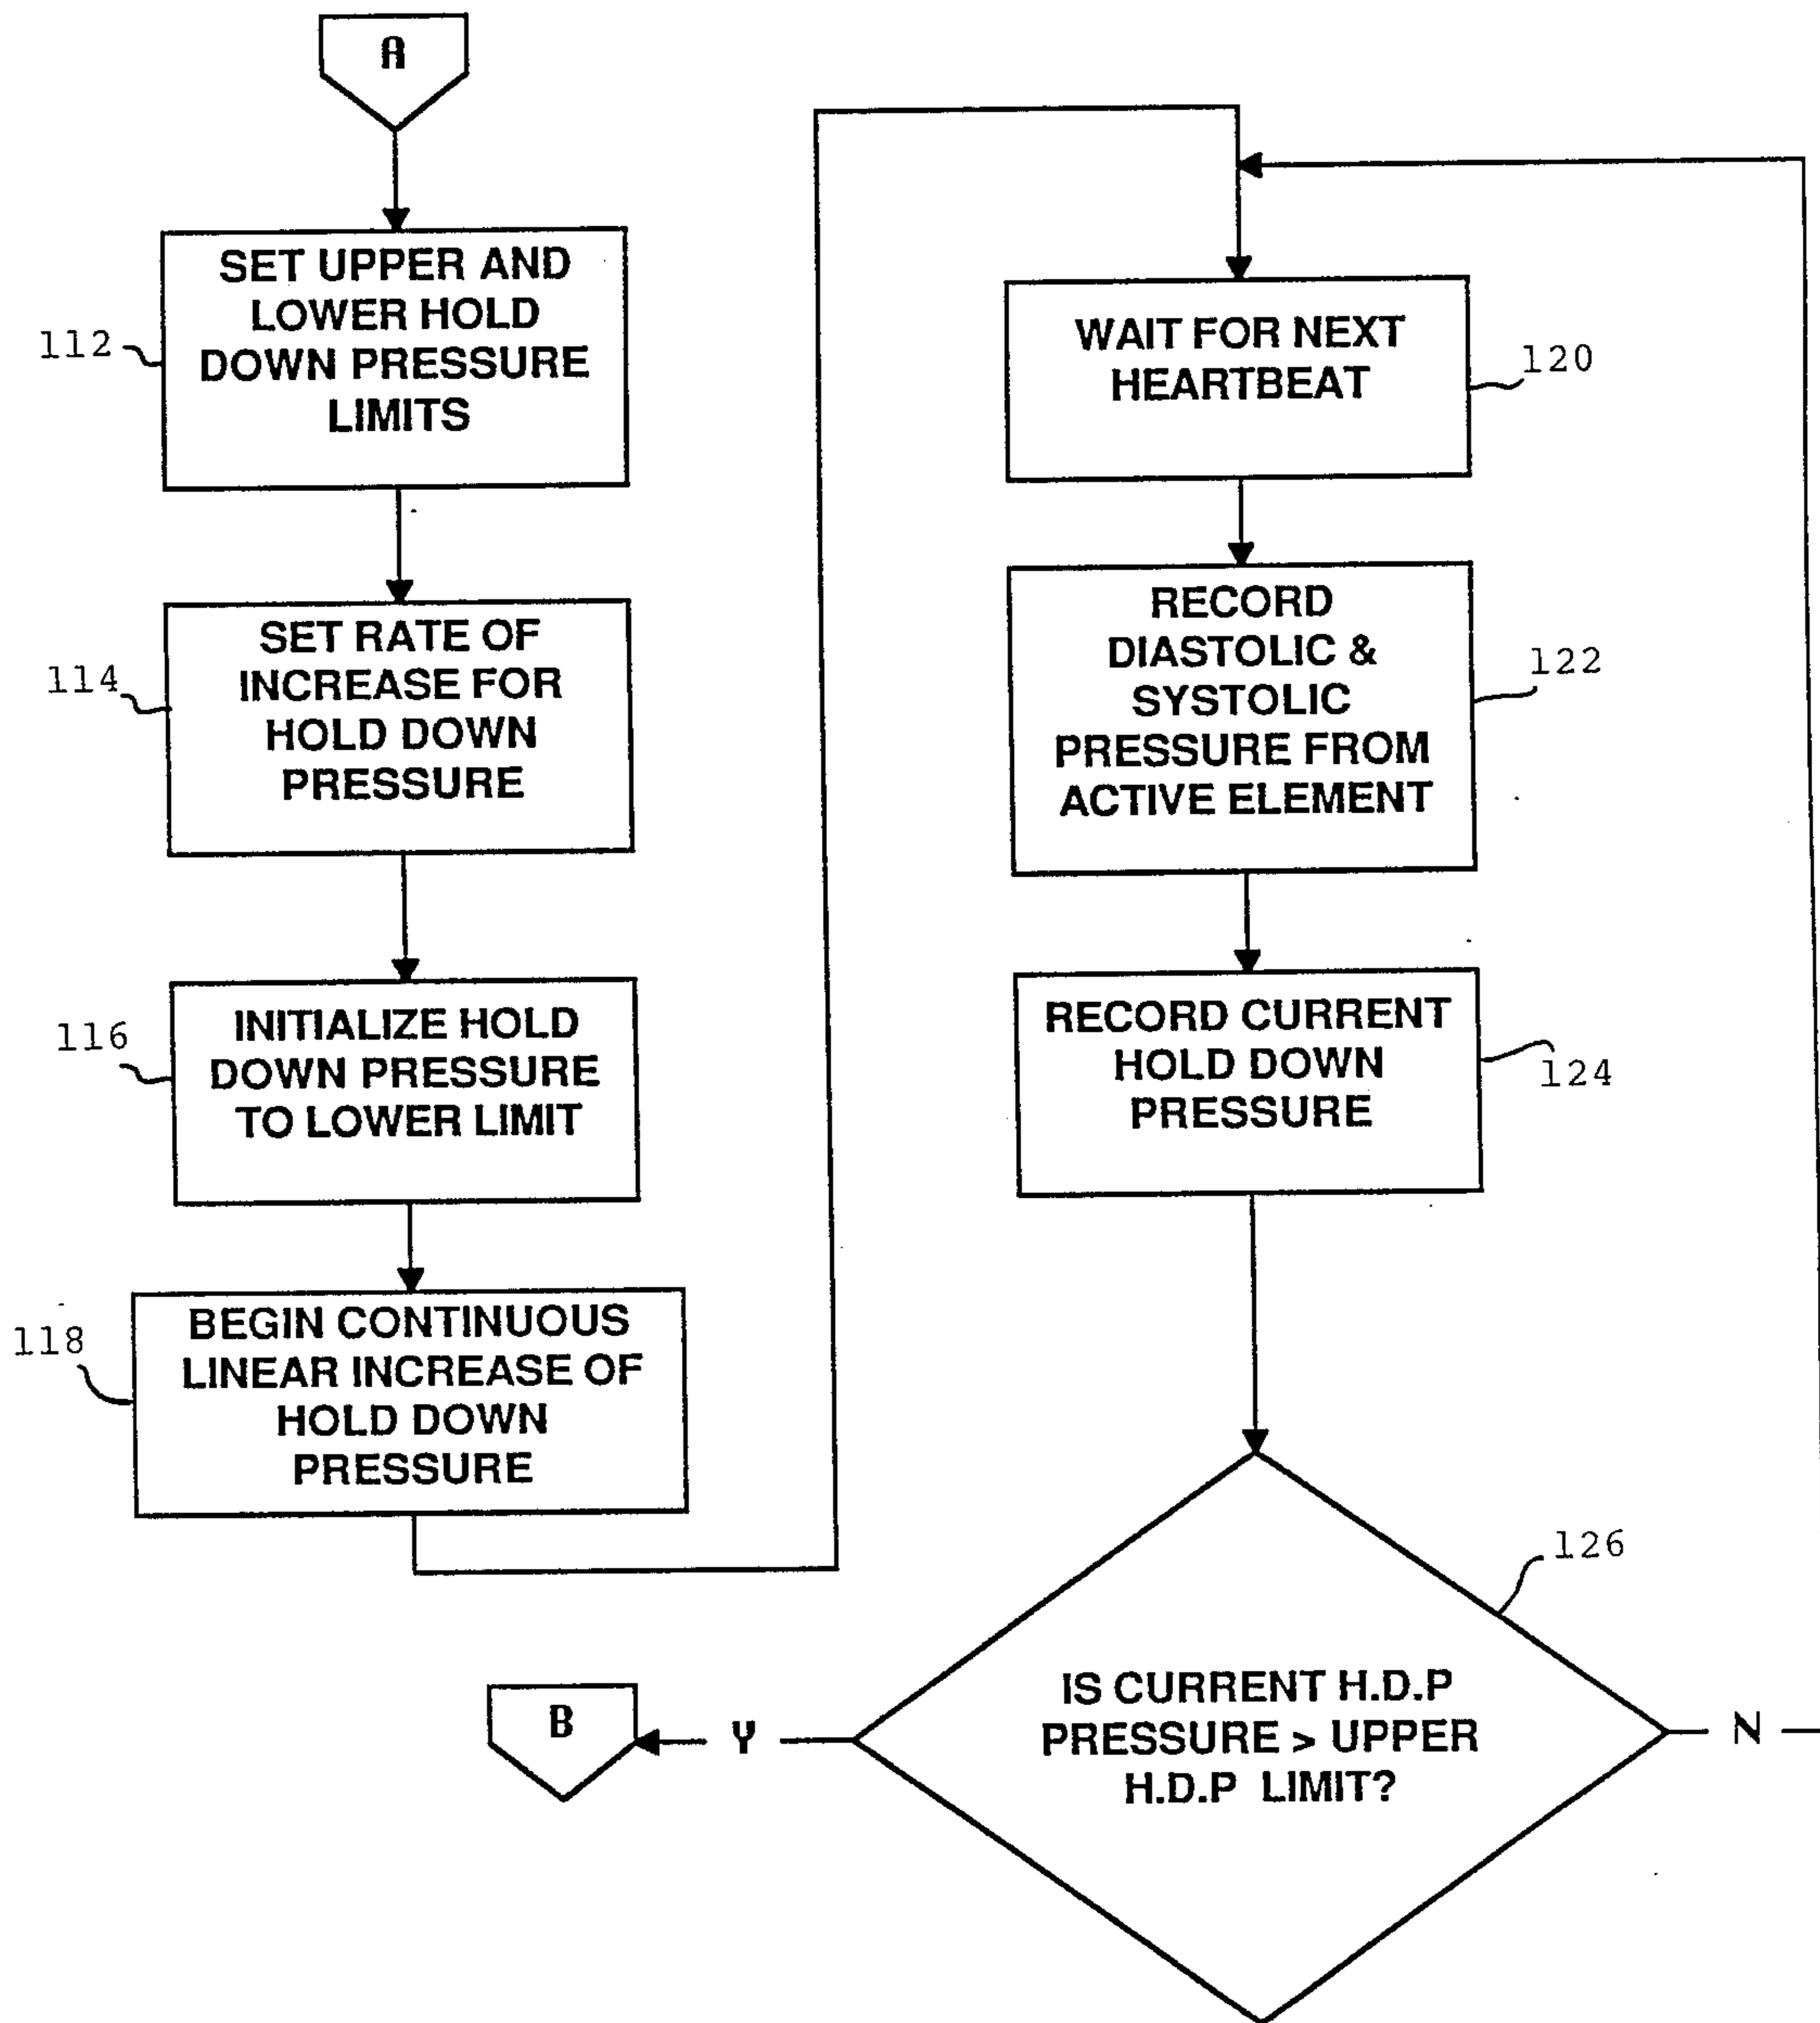 A
SET UPPER AND
LOWER HOLD
DOWN PRESSURE
LIMITS
112
SET RATE OF
INCREASE FOR
HOLD DOWN
PRESSURE
114
INITIALIZE HOLD
DOWN PRESSURE
TO LOWER LIMIT
116
BEGIN CONTINUOUS
LINEAR INCREASE OF
HOLD DOWN
PRESSURE
118
WAIT FOR NEXT
HEARTBEAT
120
RECORD
DIASTOLIC &
SYSTOLIC
PRESSURE FROM
ACTIVE ELEMENT
122
RECORD CURRENT
HOLD DOWN
PRESSURE
124
126
IS CURRENT H.D.P
PRESSURE > UPPER
H.D.P LIMIT?
Y
N
B